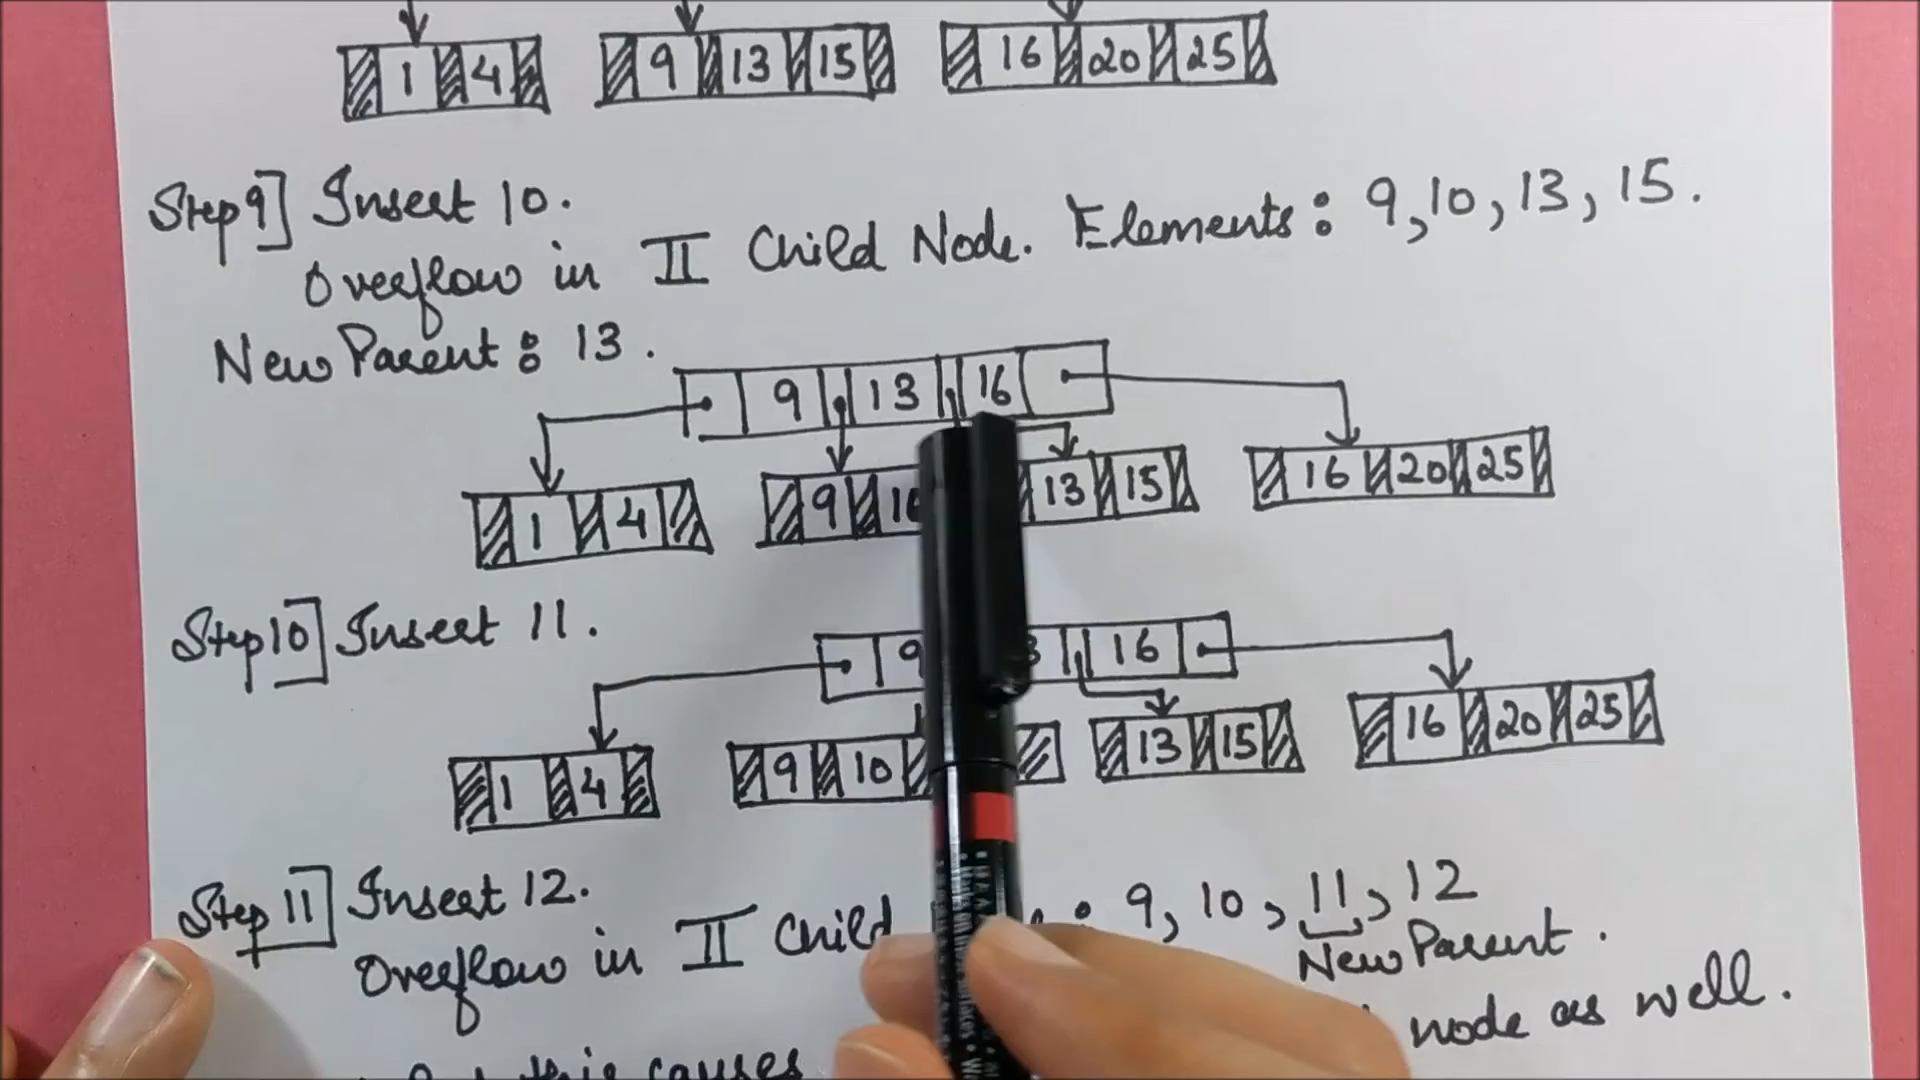 1 4 9 13 15 16 20 25
Step 9] Insert 10.
Overflow in II Child Node. Elements: 9, 10, 13, 15.
New Parent: 13.
9 13 16
1 4 9 13 15 16 20 25
Step 10] Insert 11.
16
1 4 9 10 13 15 16 20 25
Step 11] Insert 12.
Overflow in II Child : 9, 10, 11, 12
New Parent.
this causes node as well.